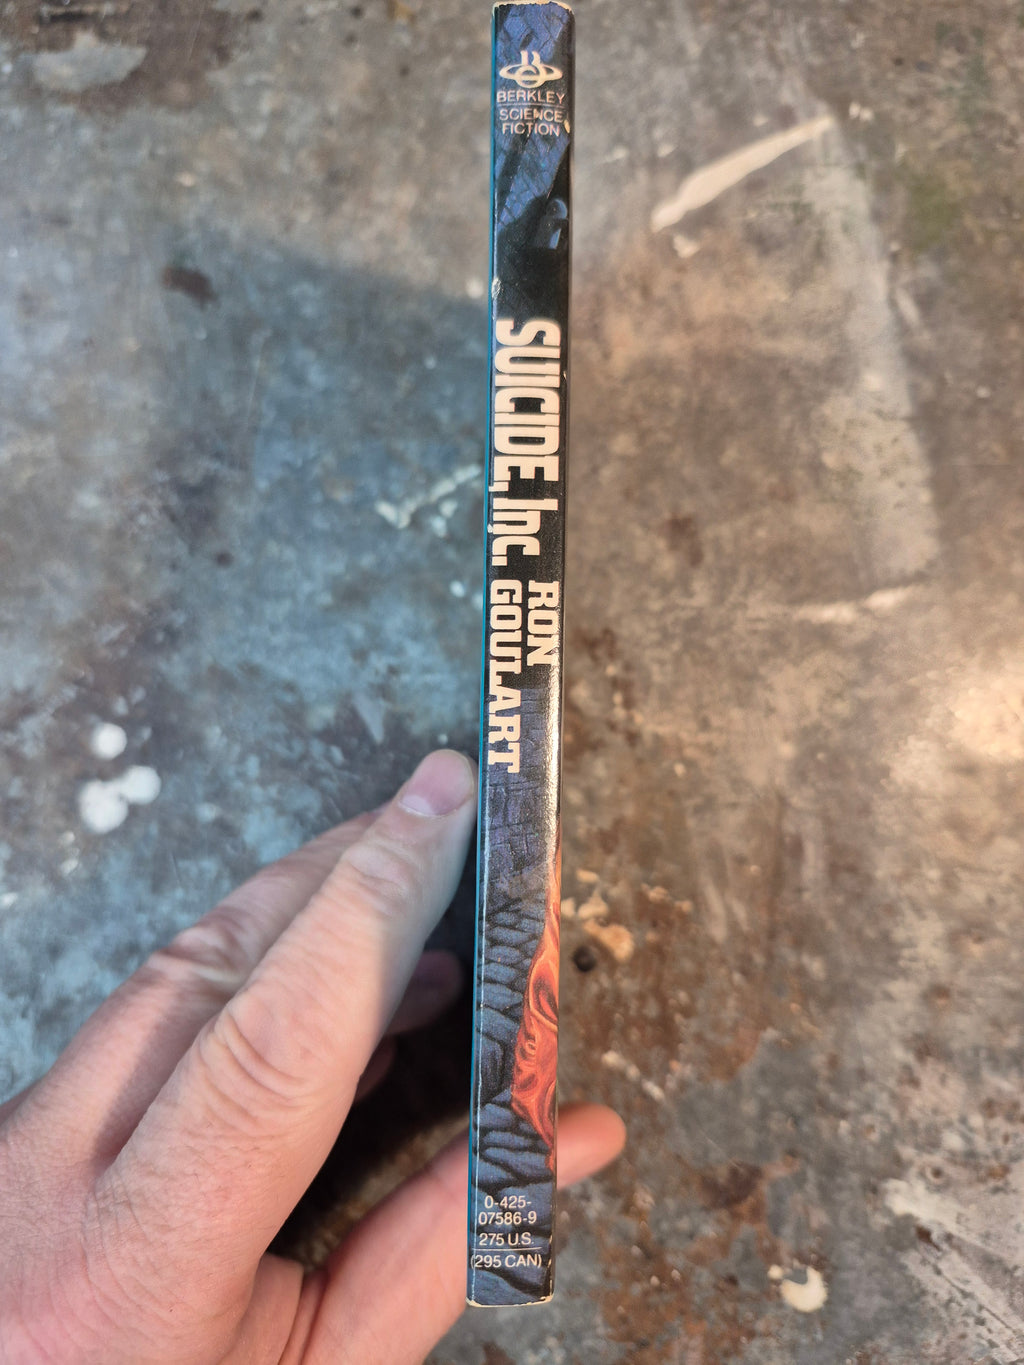 BERKLEY
SCIENCE
FICTION
SUICIDE, Inc.
RON
GOULART
0-425-
07586-9
275 U.S.
(295 CAN)